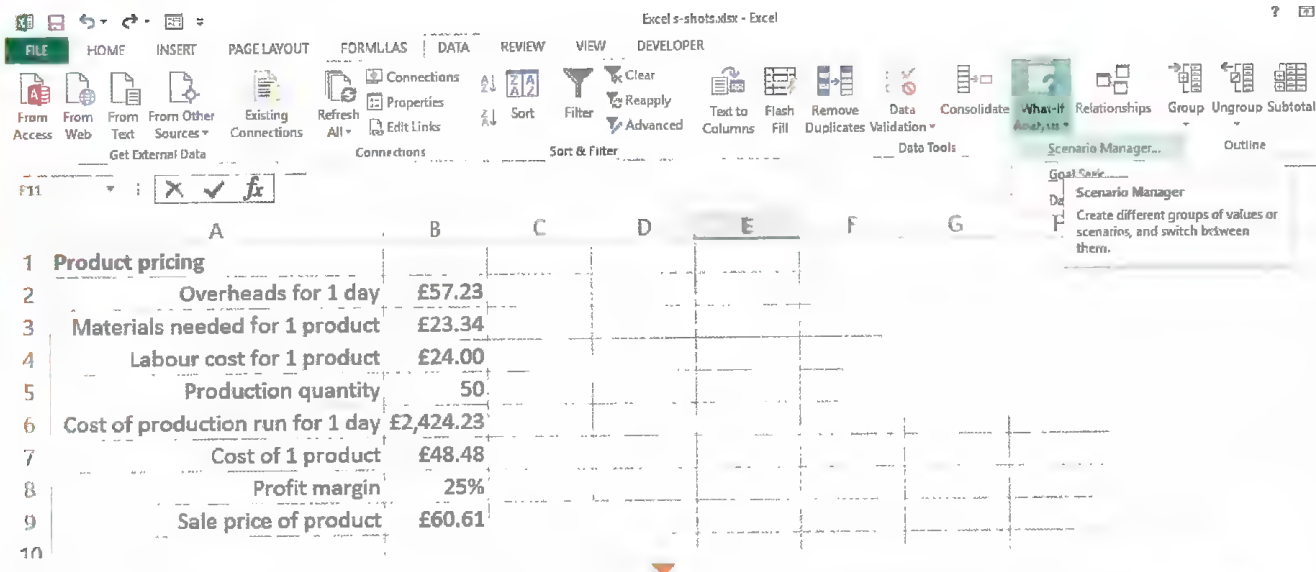 Excel s-shots.xlsx - Excel
?
FILE HOME INSERT PAGE LAYOUT FORMULAS DATA REVIEW VIEW DEVELOPER
From Access
From Web
From Text
From Other Sources
Existing Connections
Get External Data
Refresh All
Connections
Properties
Edit Links
Connections
Sort
Filter
Clear
Reapply
Advanced
Sort & Filter
Text to Columns
Flash Fill
Remove Duplicates
Data Validation
Consolidate
What-If Analysis
Relationships
Data Tools
Group
Ungroup
Subtotal
Outline
Scenario Manager...
Goal Seek...
Da
Scenario Manager
Create different groups of values or
scenarios, and switch between
them.
F11 fx
A B C D E F G
1 Product pricing
2 Overheads for 1 day £57.23
3 Materials needed for 1 product £23.34
4 Labour cost for 1 product £24.00
5 Production quantity 50
6 Cost of production run for 1 day £2,424.23
7 Cost of 1 product £48.48
8 Profit margin 25%
9 Sale price of product £60.61
10